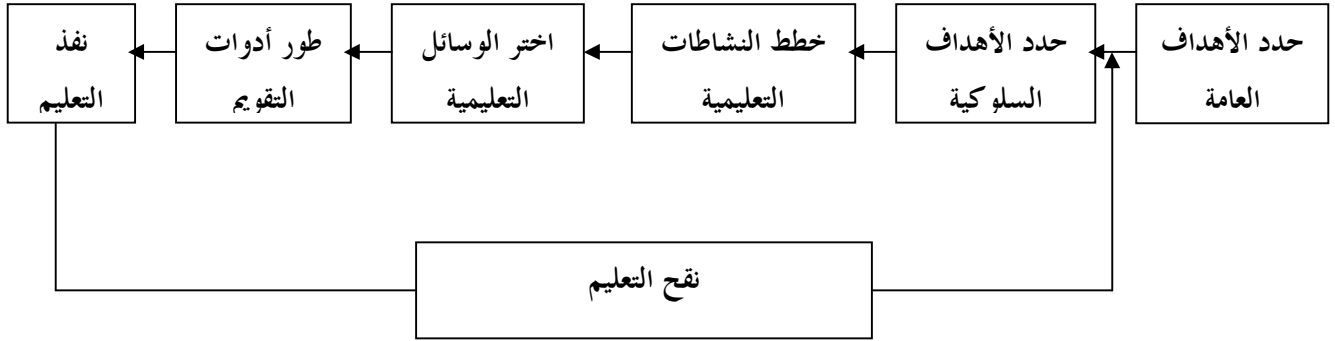 حدد الأهداف
العامة
حدد الأهداف
السلوكية
خطط النشاطات
التعليمية
اختر الوسائل
التعليمية
طور أدوات
التقويم
نفذ
التعليم
نقح التعليم